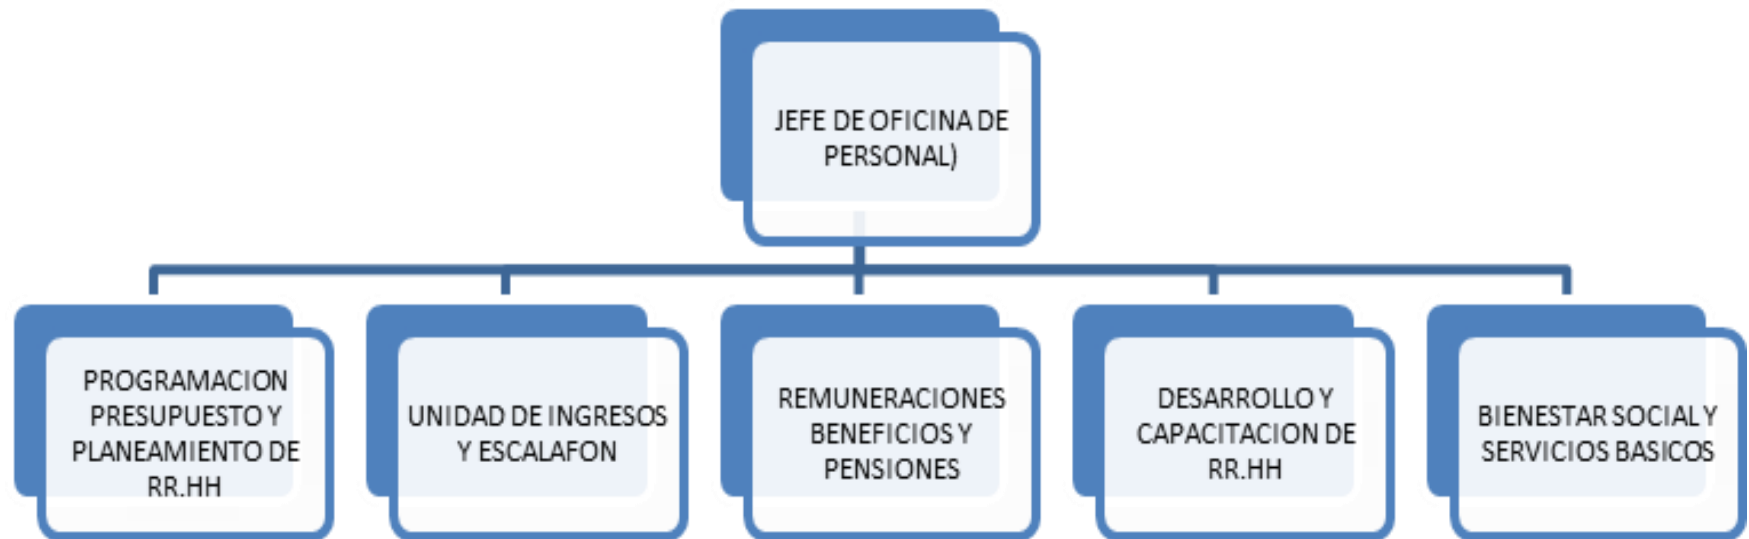 JEFE DE OFICINA DE
PERSONAL)
PROGRAMACION
PRESUPUESTO Y
PLANEAMIENTO DE
RR.HH
UNIDAD DE INGRESOS
Y ESCALAFON
REMUNERACIONES
BENEFICIOS Y
PENSIONES
DESARROLLO Y
CAPACITACION DE
RR.HH
BIENESTAR SOCIAL Y
SERVICIOS BASICOS